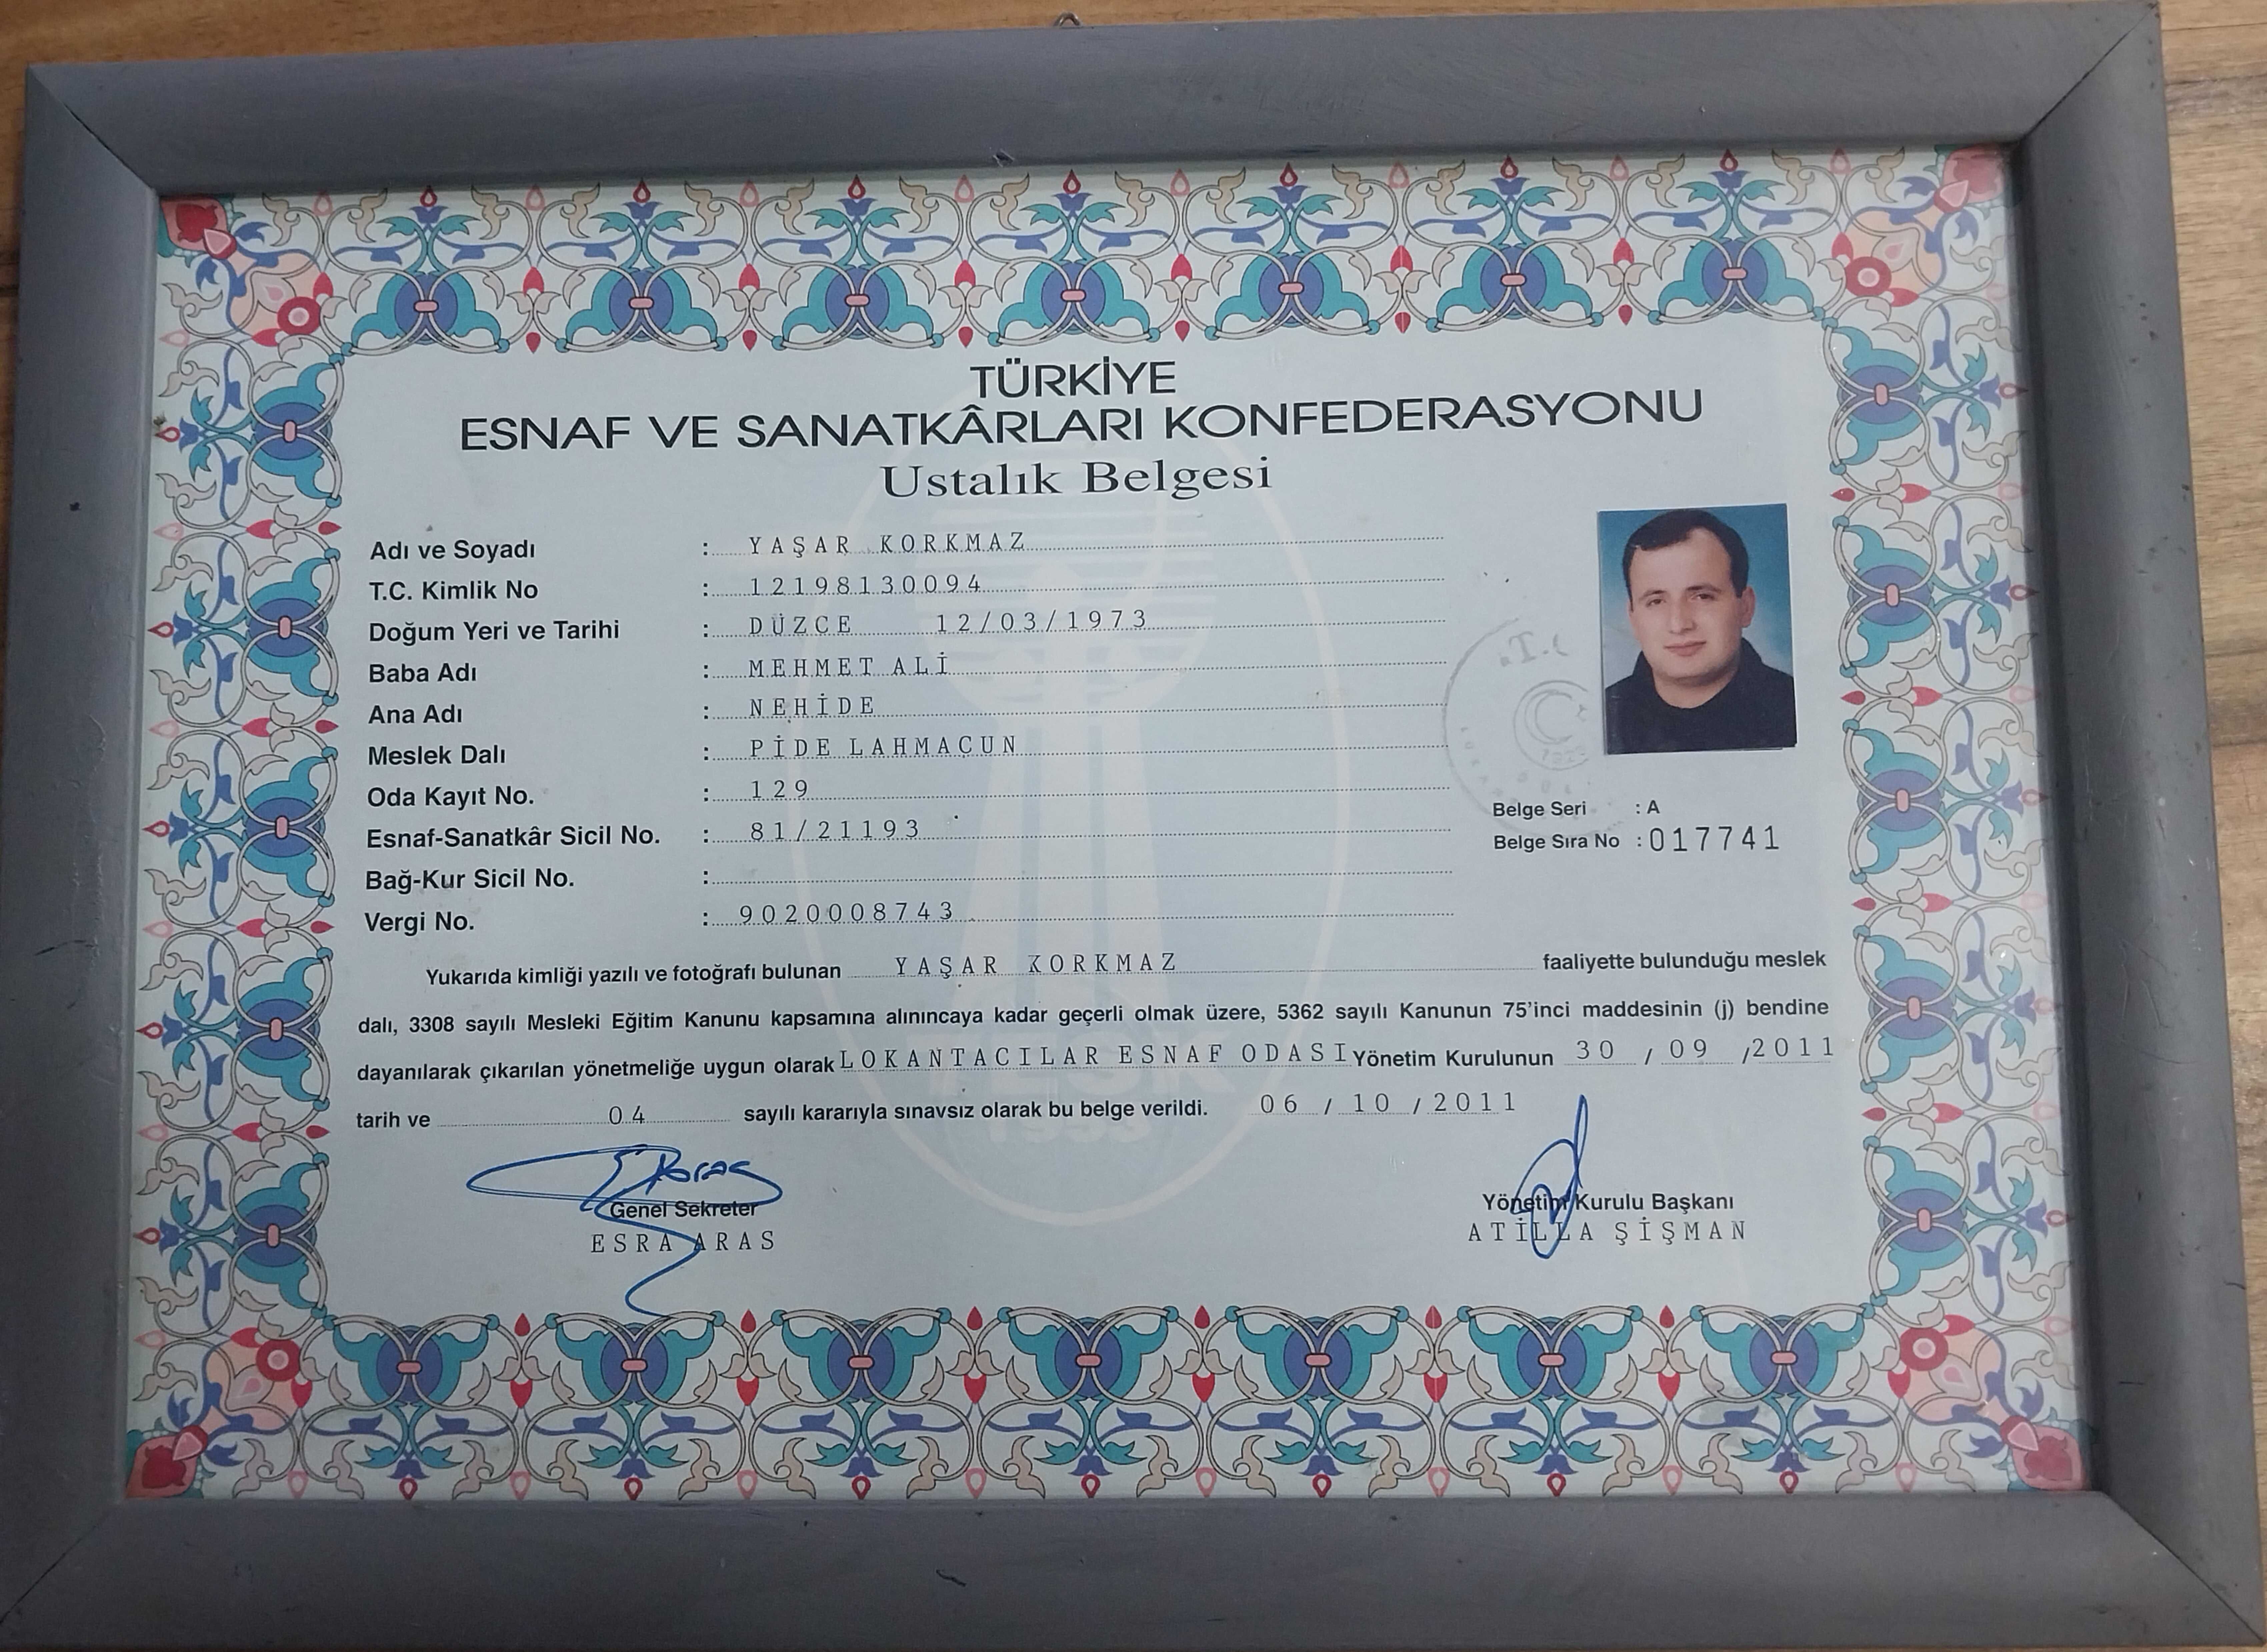 TÜRKİYE
ESNAF VE SANATKÂRLARI KONFEDERASYONU
Ustalık Belgesi
Adı ve Soyadı : YAŞAR KORKMAZ
T.C. Kimlik No : 12198130094
Doğum Yeri ve Tarihi : DÜZCE 12/03/1973
Baba Adı : MEHMET ALİ
Ana Adı : NEHİDE
Meslek Dalı : PİDE LAHMACUN
Oda Kayıt No. : 129
Esnaf-Sanatkâr Sicil No. : 81/21193
Bağ-Kur Sicil No. :
Vergi No. : 9020008743
Belge Seri : A
Belge Sıra No : 017741
Yukarıda kimliği yazılı ve fotoğrafı bulunan YAŞAR KORKMAZ faaliyette bulunduğu meslek
dalı, 3308 sayılı Mesleki Eğitim Kanunu kapsamına alınıncaya kadar geçerli olmak üzere, 5362 sayılı Kanunun 75'inci maddesinin (j) bendine
dayanılarak çıkarılan yönetmeliğe uygun olarak LOKANTACILAR ESNAF ODASI Yönetim Kurulunun 30 / 09 / 2011
tarih ve 04 sayılı kararıyla sınavsız olarak bu belge verildi. 06 / 10 / 2011
Genel Sekreter
ESRA ARAS
Yönetim Kurulu Başkanı
ATİLLA ŞİŞMAN